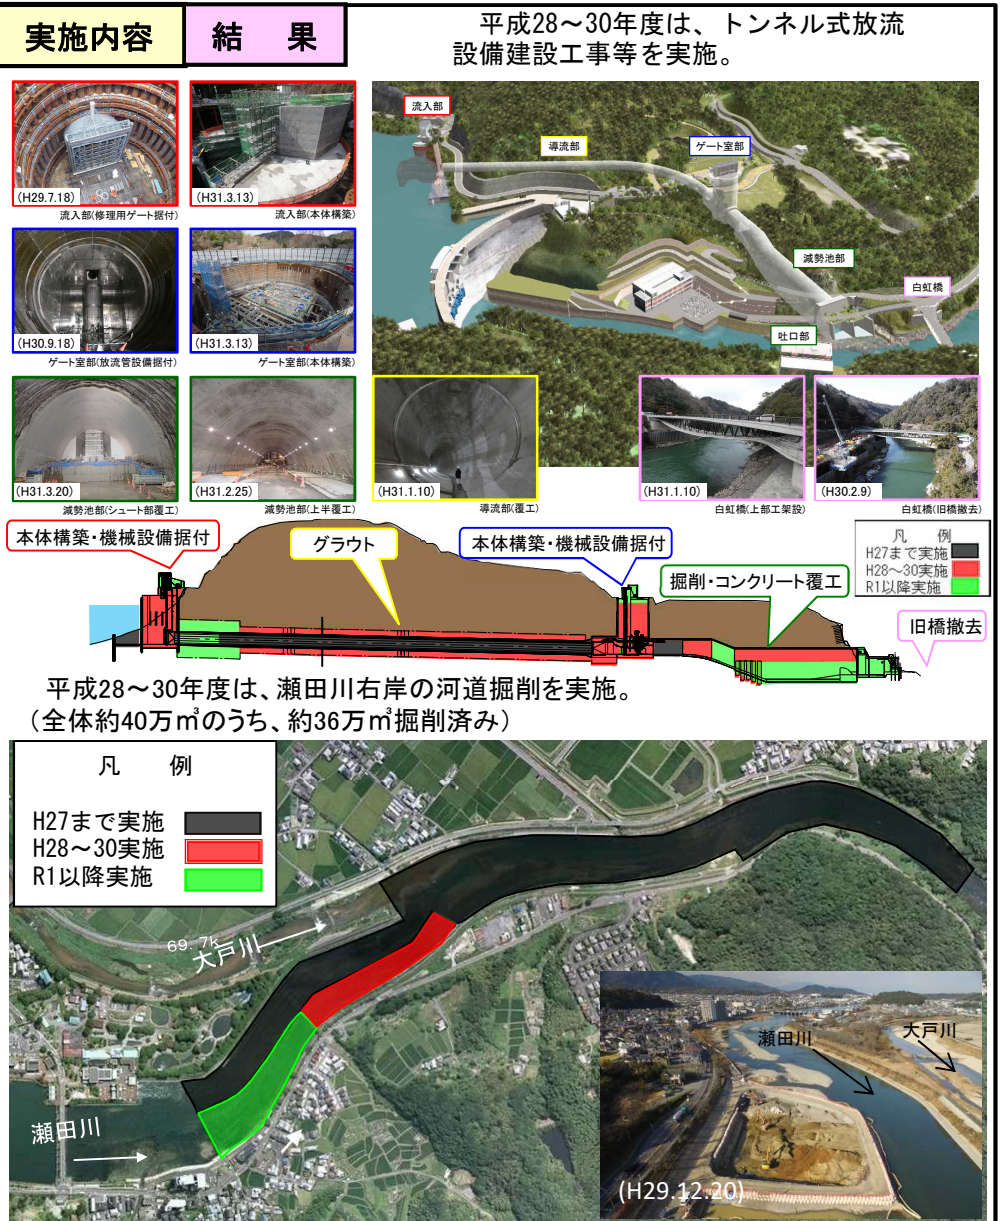 実施内容
結　果
平成28～30年度は、トンネル式放流
設備建設工事等を実施。
(H29.7.18)
流入部(修理用ゲート据付)
(H31.3.13)
流入部(本体構築)
(H30.9.18)
ゲート室部(放流管設備据付)
(H31.3.13)
ゲート室部(本体構築)
(H31.3.20)
減勢池部(シュート部覆工)
(H31.2.25)
減勢池部(上半覆工)
流入部
導流部
ゲート室部
減勢池部
白虹橋
吐口部
(H31.1.10)
導流部(覆工)
(H31.1.10)
白虹橋(上部工架設)
(H30.2.9)
白虹橋(旧橋撤去)
本体構築・機械設備据付
グラウト
本体構築・機械設備据付
掘削・コンクリート覆工
旧橋撤去
凡　例
H27まで実施
H28～30実施
R1以降実施
平成28～30年度は、瀬田川右岸の河道掘削を実施。
（全体約40万㎥のうち、約36万㎥掘削済み）
凡　例
H27まで実施
H28～30実施
R1以降実施
69.7k
大戸川
瀬田川
瀬田川
大戸川
(H29.12.20)